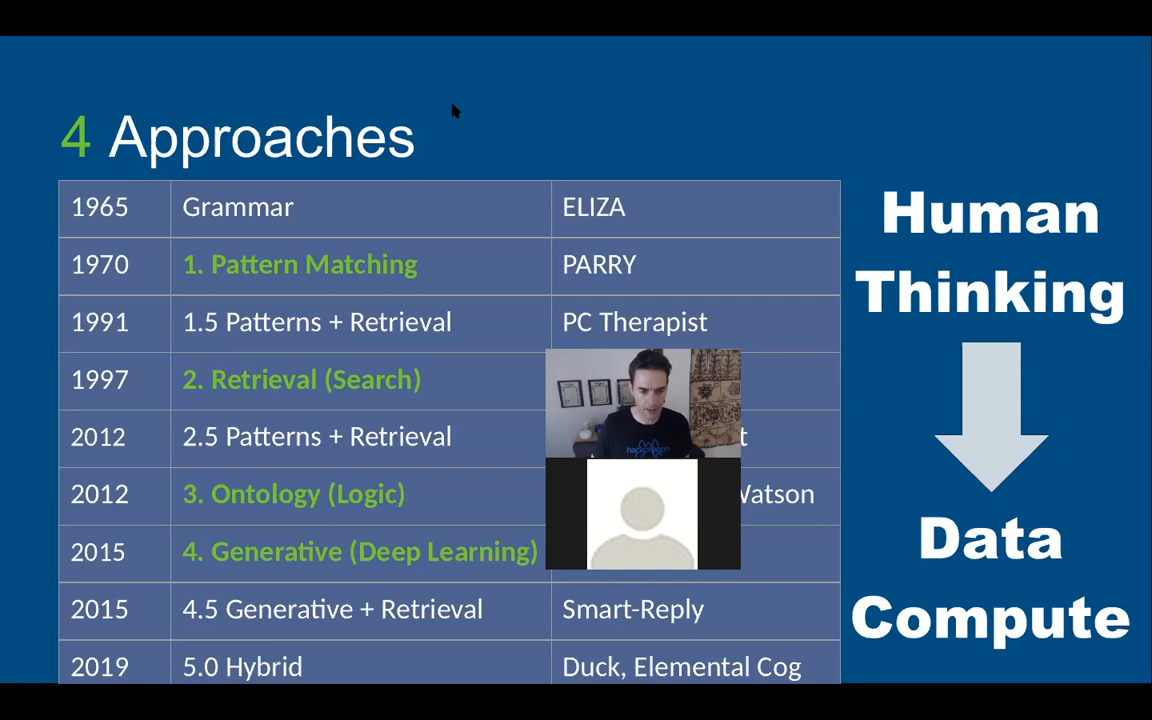 4 Approaches
1965 Grammar ELIZA
1970 1. Pattern Matching PARRY
1991 1.5 Patterns + Retrieval PC Therapist
1997 2. Retrieval (Search)
2012 2.5 Patterns + Retrieval
2012 3. Ontology (Logic)
2015 4. Generative (Deep Learning)
2015 4.5 Generative + Retrieval Smart-Reply
2019 5.0 Hybrid Duck, Elemental Cog
Human
Thinking
Data
Compute